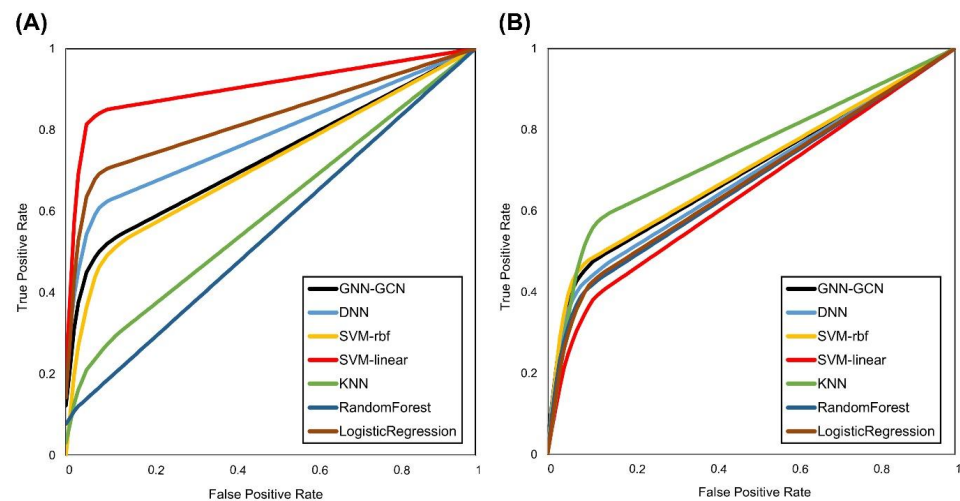 (A)
(B)
1
0.8
0.6
0.4
0.2
0
True Positive Rate
0
0.2
0.4
0.6
0.8
1
False Positive Rate
GNN-GCN
DNN
SVM-rbf
SVM-linear
KNN
RandomForest
LogisticRegression
1
0.8
0.6
0.4
0.2
0
True Positive Rate
0
0.2
0.4
0.6
0.8
1
False Positive Rate
GNN-GCN
DNN
SVM-rbf
SVM-linear
KNN
RandomForest
LogisticRegression